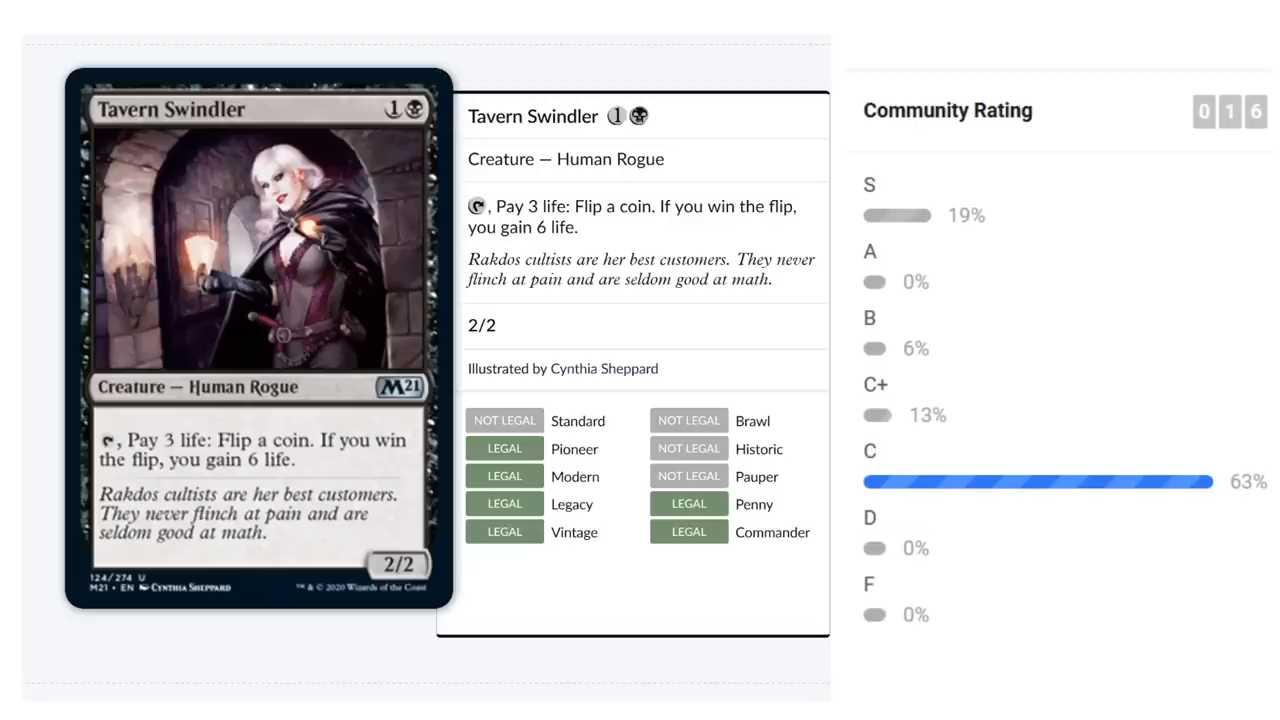 Tavern Swindler 1
Creature — Human Rogue
M21
, Pay 3 life: Flip a coin. If you win
the flip, you gain 6 life.
Rakdos cultists are her best customers.
They never flinch at pain and are
seldom good at math.
2/2
124/274 U
M21 • EN Cynthia Sheppard
™ & © 2020 Wizards of the Coast
Tavern Swindler 1
Creature — Human Rogue
, Pay 3 life: Flip a coin. If you win the flip,
you gain 6 life.
Rakdos cultists are her best customers. They never
flinch at pain and are seldom good at math.
2/2
Illustrated by Cynthia Sheppard
NOT LEGAL Standard NOT LEGAL Brawl
LEGAL Pioneer NOT LEGAL Historic
LEGAL Modern NOT LEGAL Pauper
LEGAL Legacy LEGAL Penny
LEGAL Vintage LEGAL Commander
Community Rating 0 1 6
S
19%
A
0%
B
6%
C+
13%
C
63%
D
0%
F
0%